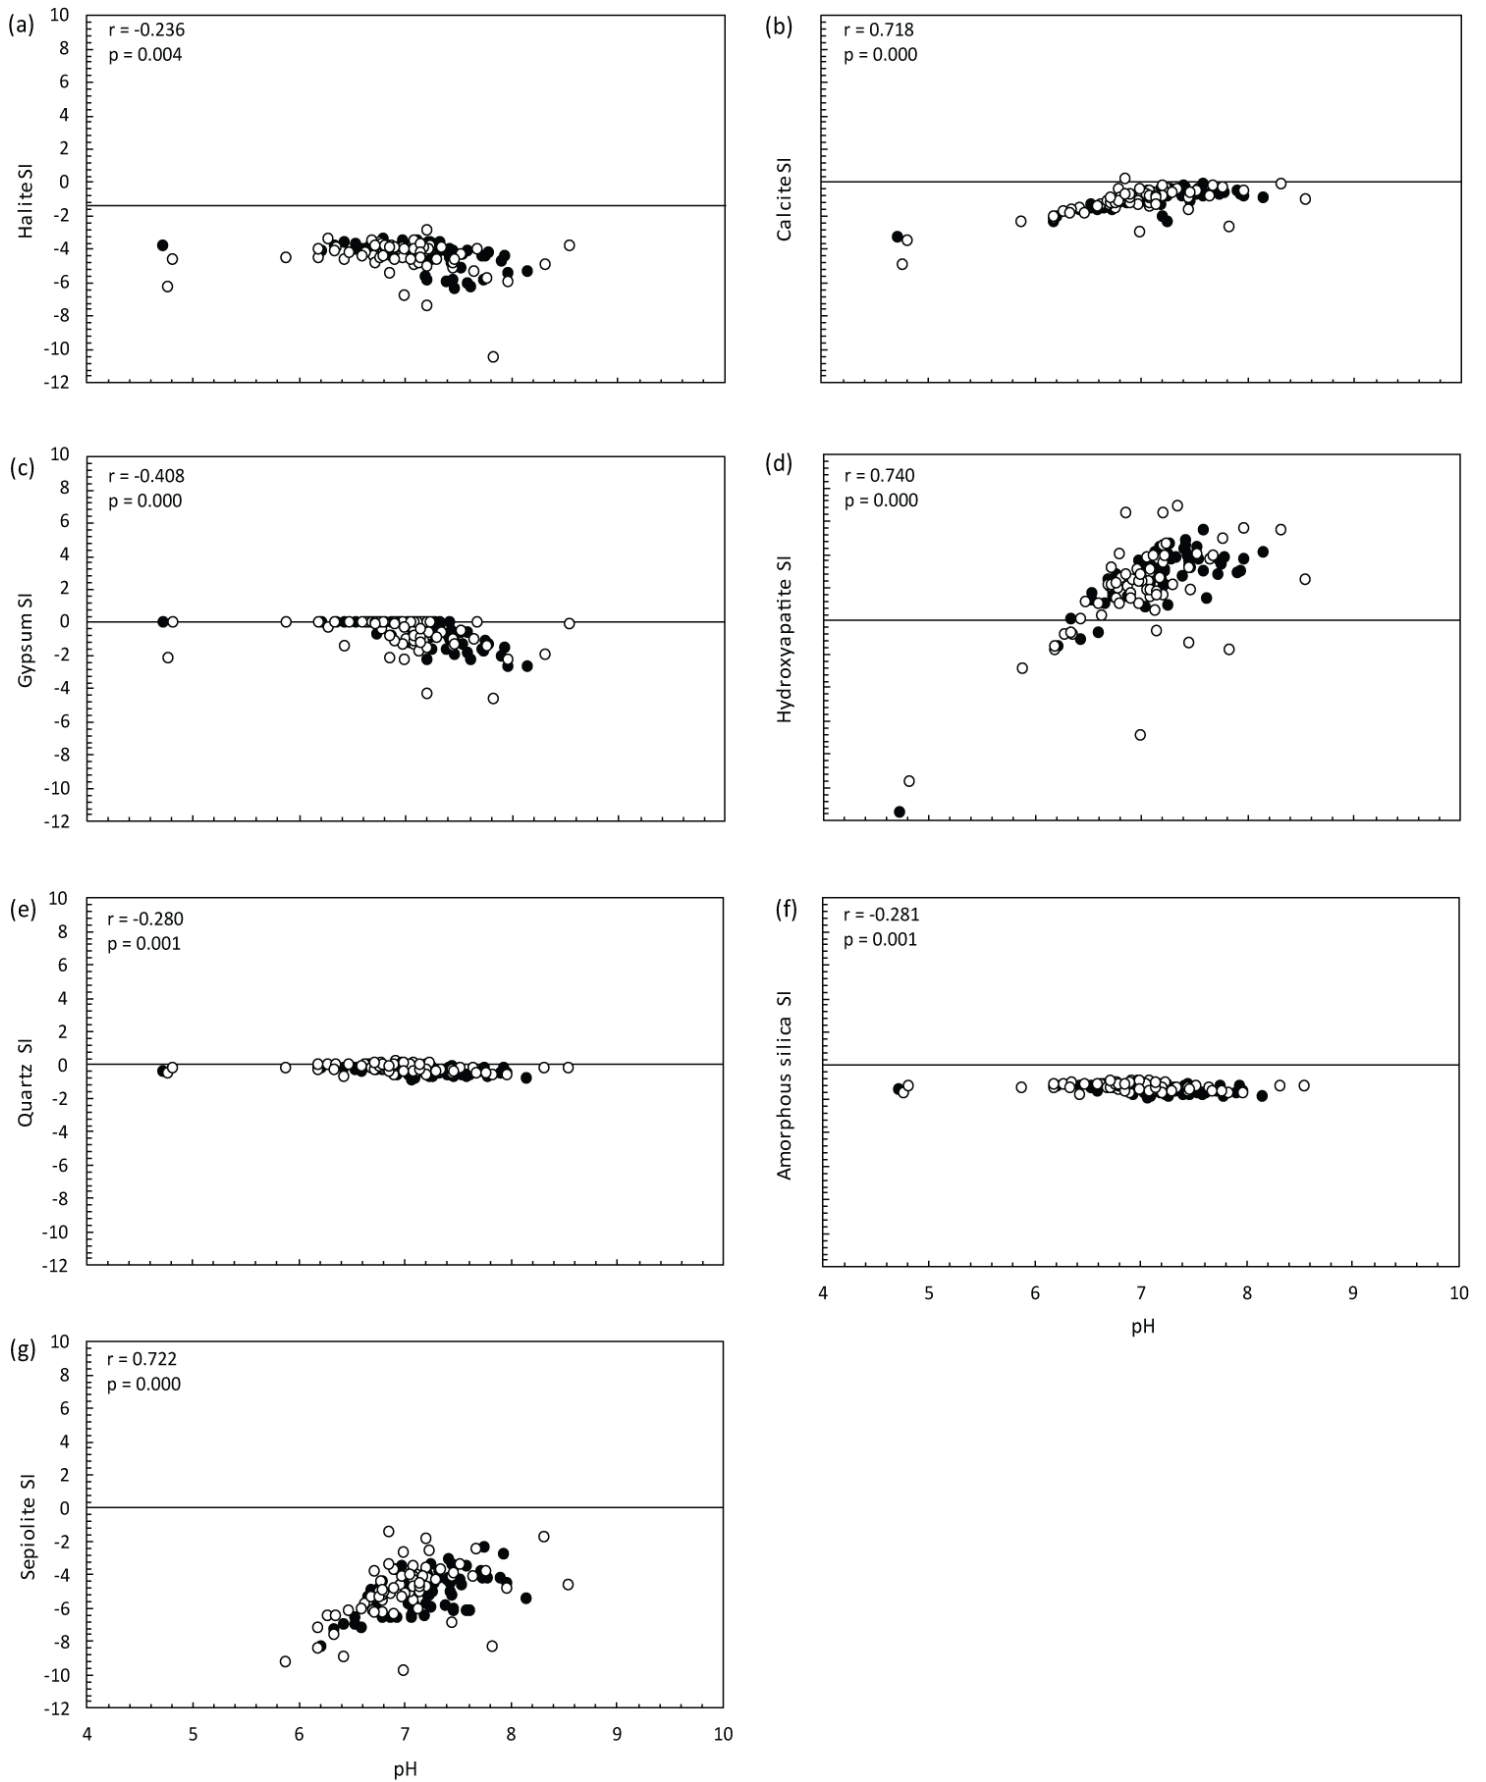 (a)
r = -0.236
p = 0.004
Halite SI
10
8
6
4
2
0
-2
-4
-6
-8
-10
-12
(b)
r = 0.718
p = 0.000
Calcite SI
(c)
r = -0.408
p = 0.000
Gypsum SI
10
8
6
4
2
0
-2
-4
-6
-8
-10
-12
(d)
r = 0.740
p = 0.000
Hydroxyapatite SI
(e)
r = -0.280
p = 0.001
Quartz SI
10
8
6
4
2
0
-2
-4
-6
-8
-10
-12
(f)
r = -0.281
p = 0.001
Amorphous silica SI
4 5 6 7 8 9 10
pH
(g)
r = 0.722
p = 0.000
Sepiolite SI
10
8
6
4
2
0
-2
-4
-6
-8
-10
-12
4 5 6 7 8 9 10
pH